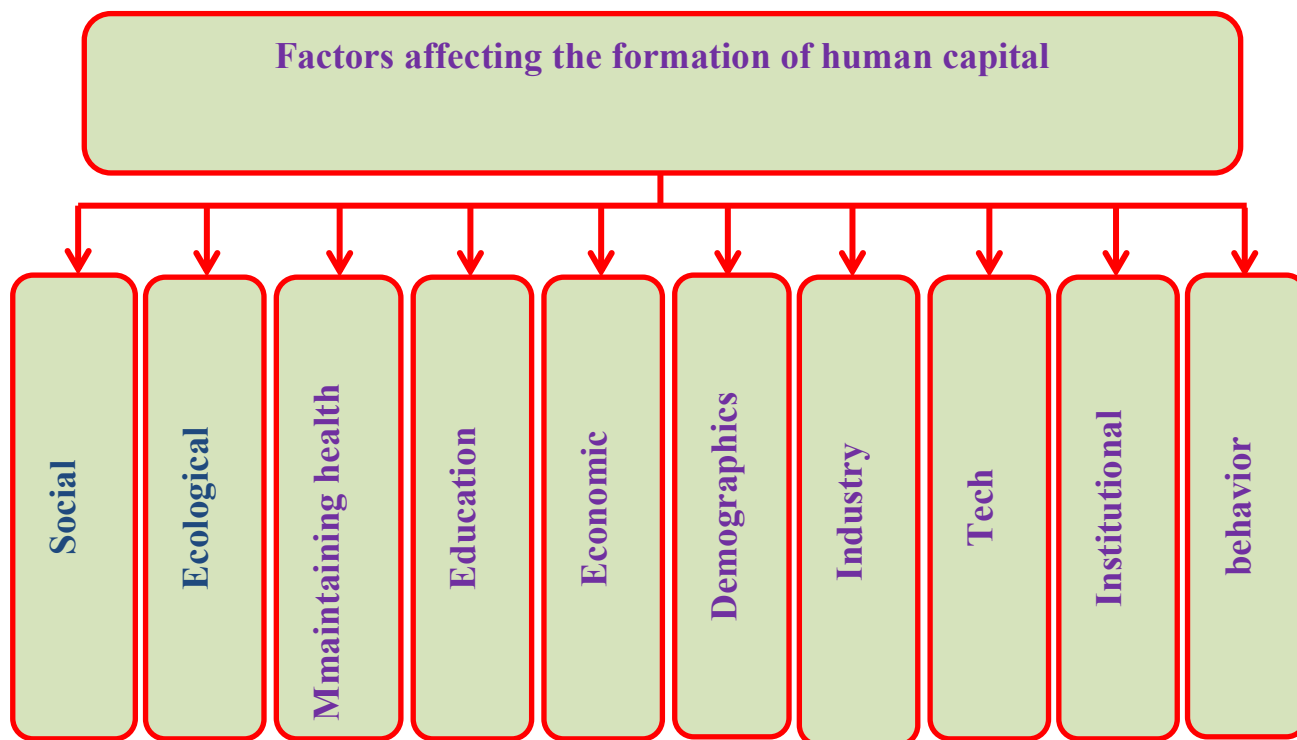 Factors affecting the formation of human capital
Social
Ecological
Mmaintaining health
Education
Economic
Demographics
Industry
Tech
Institutional
behavior